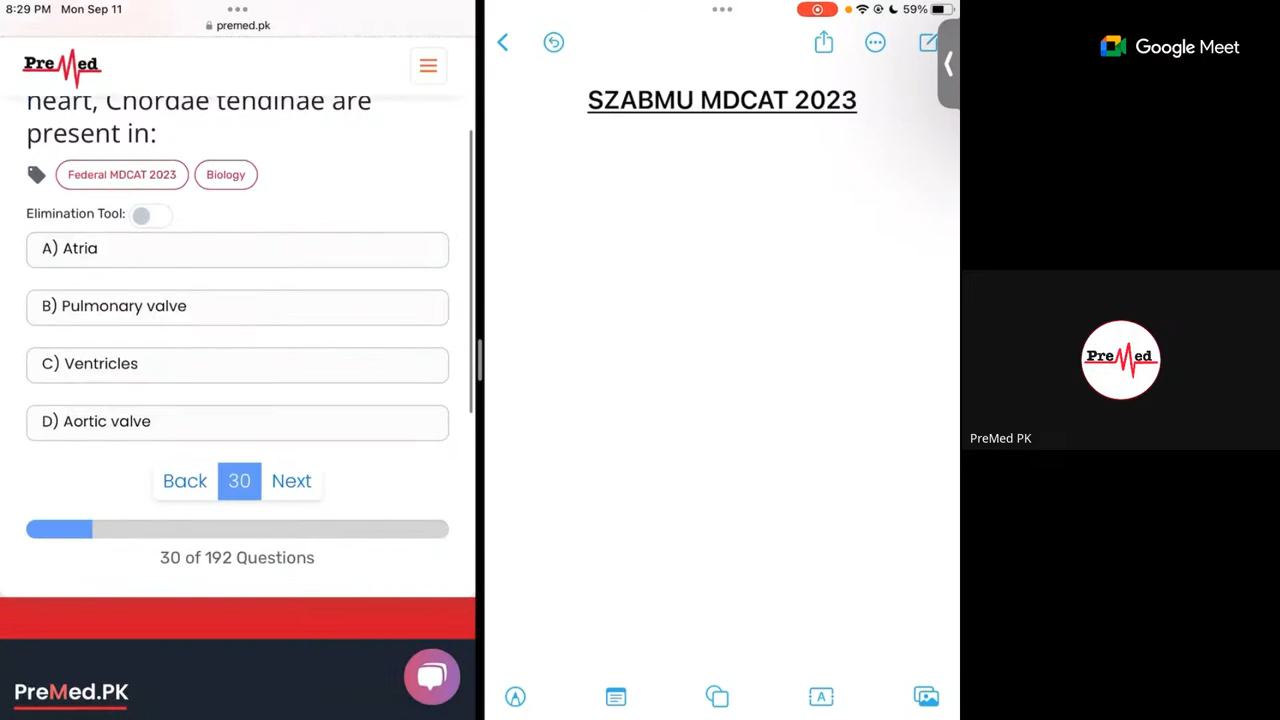 8:29 PM Mon Sep 11
premed.pk
PreMed
heart, Chordae tendinae are
present in:
Federal MDCAT 2023
Biology
Elimination Tool:
A) Atria
B) Pulmonary valve
C) Ventricles
D) Aortic valve
Back 30 Next
30 of 192 Questions
PreMed.PK
59%
SZABMU MDCAT 2023
A
Google Meet
PreMed
PreMed PK